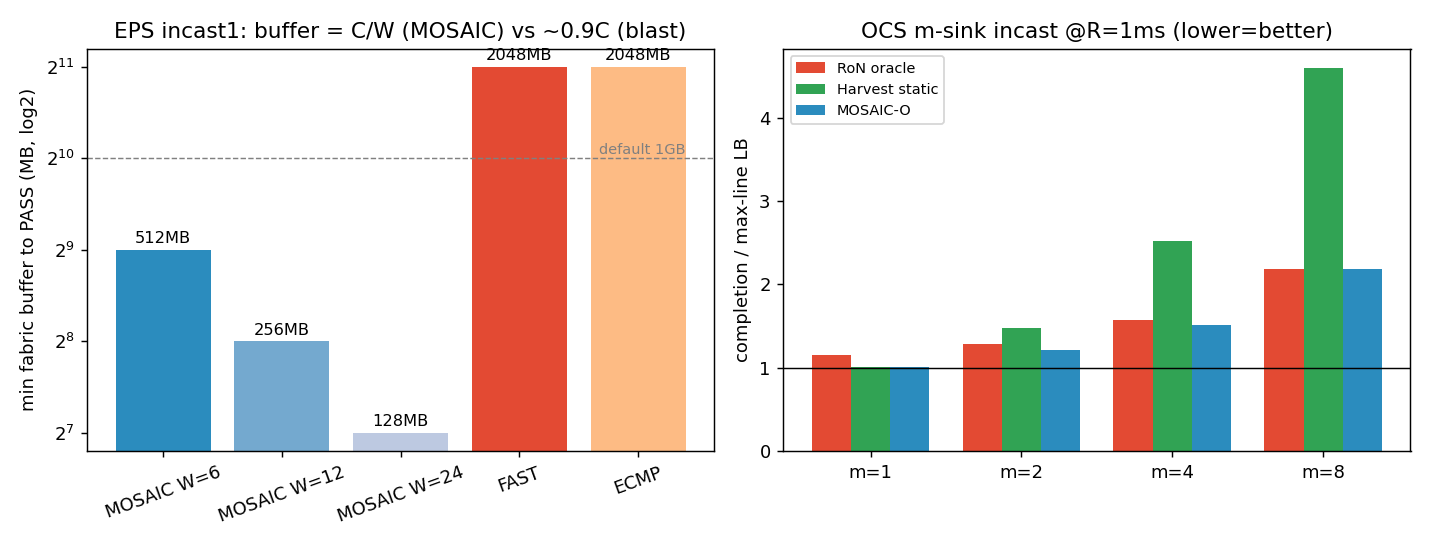 EPS incast1: buffer = C/W (MOSAIC) vs ~0.9C (blast)
min fabric buffer to PASS (MB, log2)
2^11
2^10
2^9
2^8
2^7
2048MB
2048MB
default 1GB
512MB
256MB
128MB
MOSAIC W=6
MOSAIC W=12
MOSAIC W=24
FAST
ECMP
OCS m-sink incast @R=1ms (lower=better)
completion / max-line LB
RoN oracle
Harvest static
MOSAIC-O
4
3
2
1
0
m=1
m=2
m=4
m=8